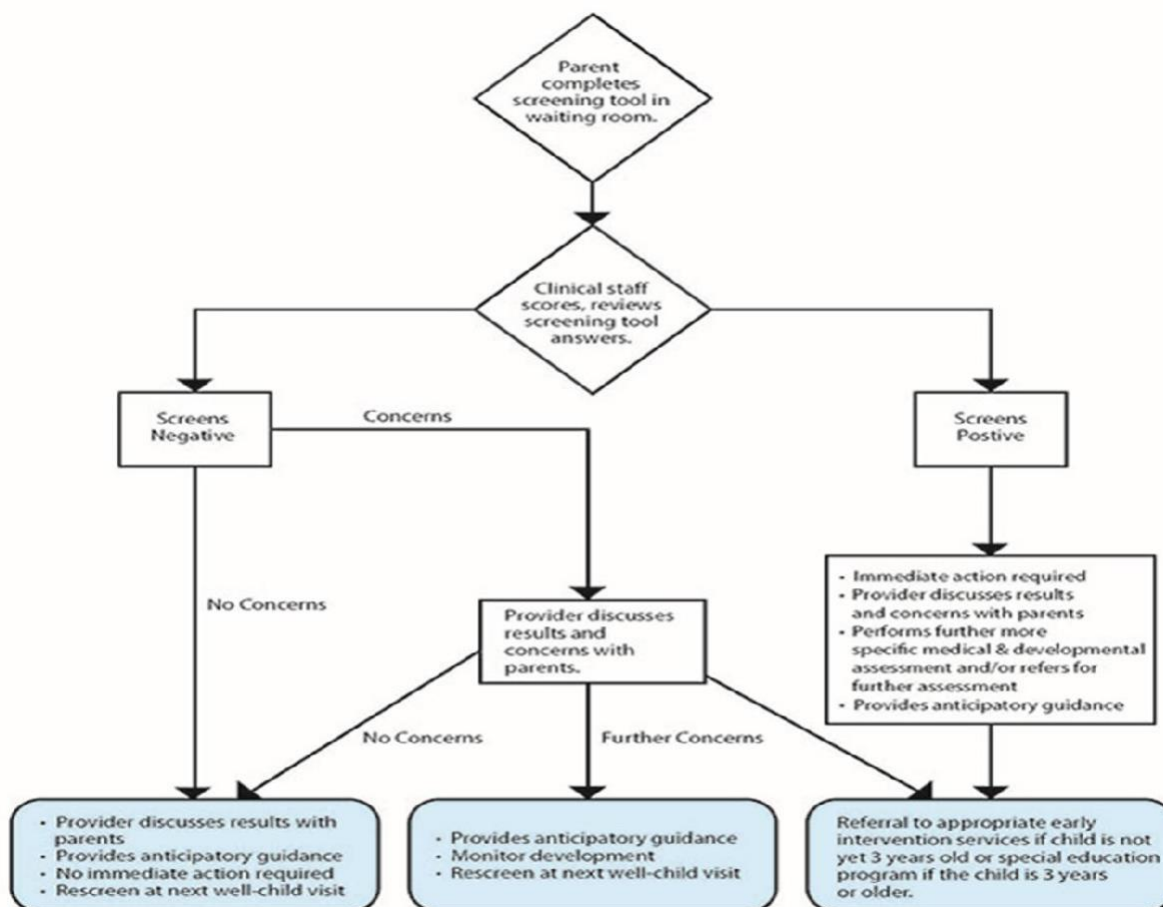 Parent
completes
screening tool in
waiting room.
Clinical staff
scores, reviews
screening tool
answers.
Screens
Negative
Concerns
Screens
Postive
No Concerns
Provider discusses
results and
concerns with
parents.
• Immediate action required
• Provider discusses results
and concerns with parents
• Performs further more
specific medical & developmental
assessment and/or refers for
further assessment
• Provides anticipatory guidance
No Concerns
Further Concerns
• Provider discusses results with
parents
• Provides anticipatory guidance
• No immediate action required
• Rescreen at next well-child visit
• Provides anticipatory guidance
• Monitor development
• Rescreen at next well-child visit
Referral to appropriate early
intervention services if child is not
yet 3 years old or special education
program if the child is 3 years
or older.